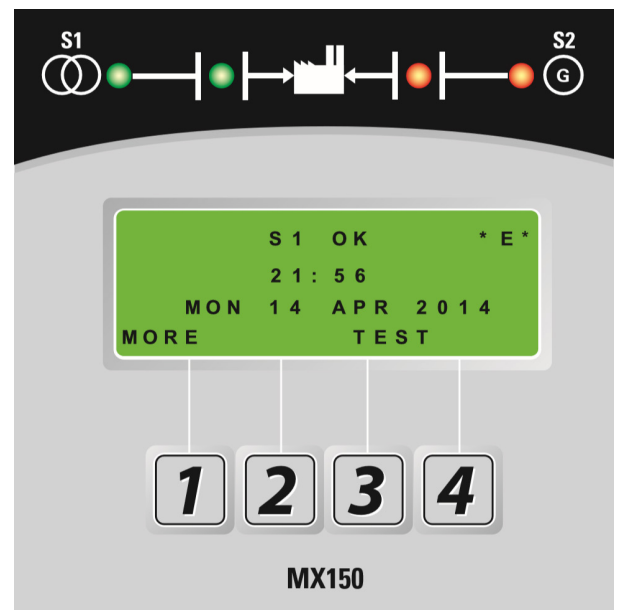 S1 S2
G
S1 OK *E*
21:56
MON 14 APR 2014
MORE TEST
1 2 3 4
MX150